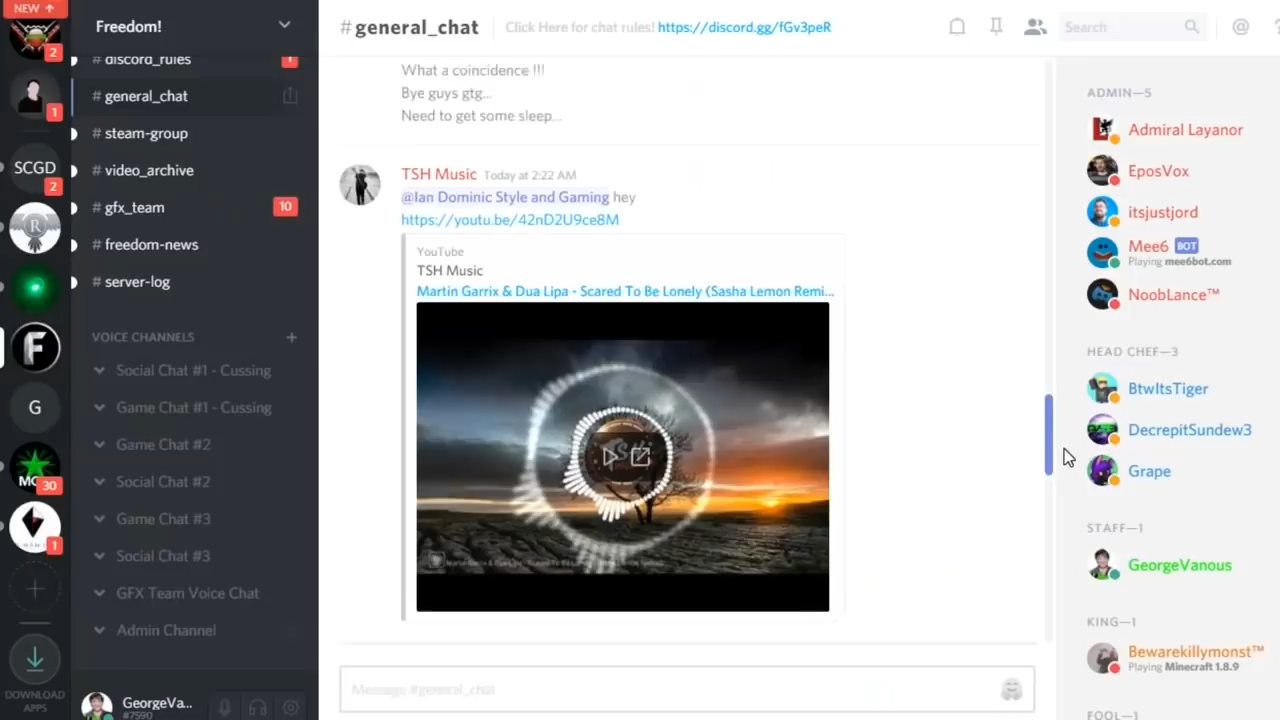 NEW ↑
Freedom!
#general_chat
Click Here for chat rules! https://discord.gg/fGv3peR
Search
@
2
1
SCGD
2
R
F
G
MC
30
1
+
DOWNLOAD
APPS
# discord_rules
# general_chat
# steam-group
# video_archive
# gfx_team
10
# freedom-news
# server-log
VOICE CHANNELS
+
Social Chat #1 - Cussing
Game Chat #1 - Cussing
Game Chat #2
Social Chat #2
Game Chat #3
Social Chat #3
GFX Team Voice Chat
Admin Channel
GeorgeVa...
#7590
What a coincidence !!!
Bye guys gtg...
Need to get some sleep...
TSH Music Today at 2:22 AM
@Ian Dominic Style and Gaming hey
https://youtu.be/42nD2U9ce8M
YouTube
TSH Music
Martin Garrix & Dua Lipa - Scared To Be Lonely (Sasha Lemon Remi...
Message #general_chat
ADMIN—5
Admiral Layanor
EposVox
itsjustjord
Mee6 BOT
Playing mee6bot.com
NoobLance™
HEAD CHEF—3
BtwItsTiger
DecrepitSundew3
Grape
STAFF—1
GeorgeVanous
KING—1
Bewarekillymonst™
Playing Minecraft 1.8.9
FOOL—1